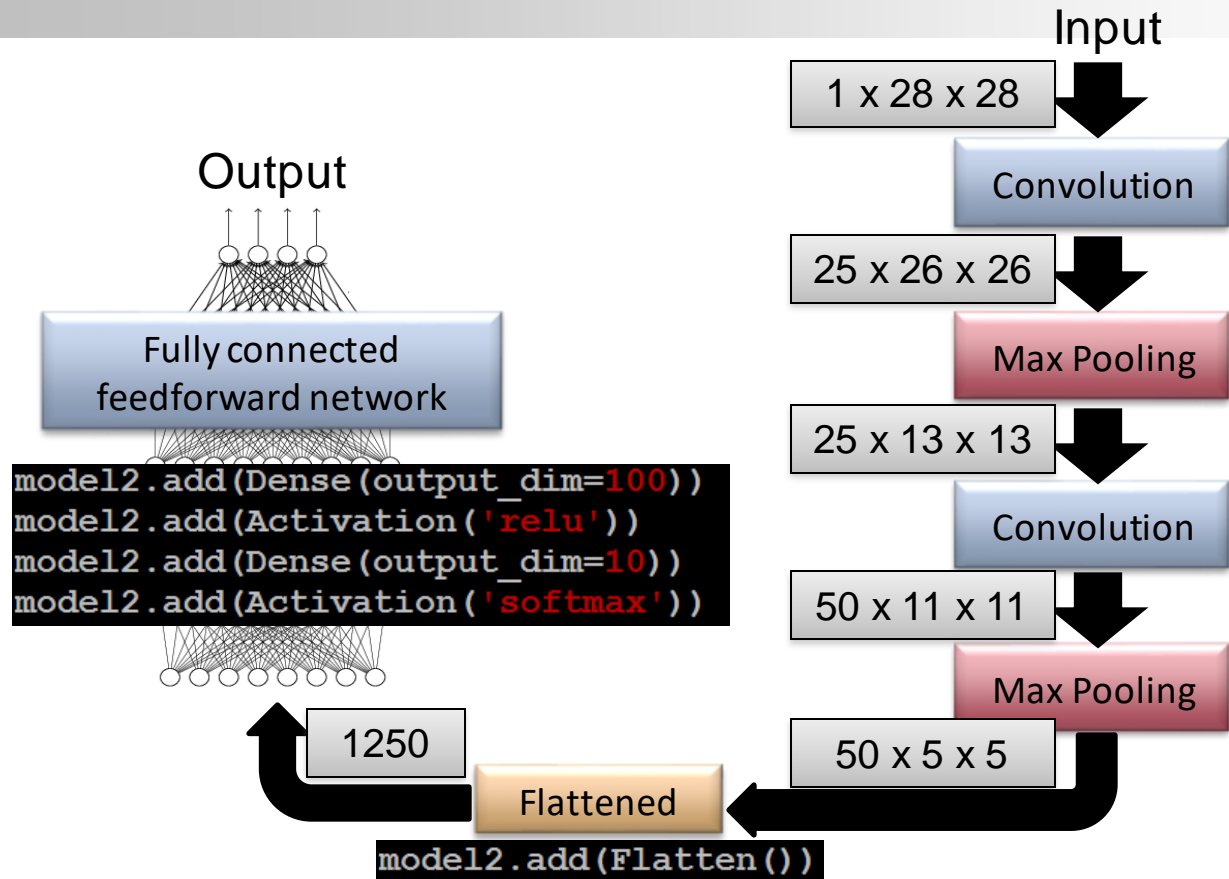 Input
1 x 28 x 28
Convolution
25 x 26 x 26
Max Pooling
25 x 13 x 13
Convolution
50 x 11 x 11
Max Pooling
50 x 5 x 5
Flattened
model2.add(Flatten())
1250
Output
Fully connected
feedforward network
model2.add(Dense(output_dim=100))
model2.add(Activation('relu'))
model2.add(Dense(output_dim=10))
model2.add(Activation('softmax'))